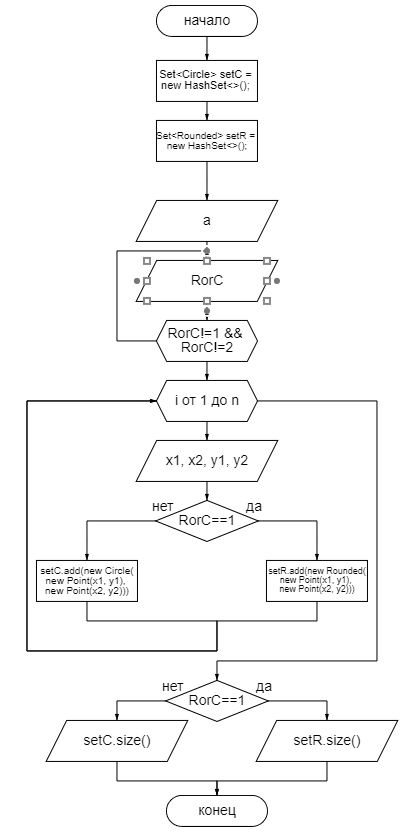 начало
Set<Circle> setC =
new HashSet<>();
Set<Rounded> setR =
new HashSet<>();
a
RorC
RorC!=1 &&
RorC!=2
i от 1 до n
x1, x2, y1, y2
нет
да
RorC==1
setC.add(new Circle(
new Point(x1, y1),
new Point(x2, y2)))
setR.add(new Rounded(
new Point(x1, y1),
new Point(x2, y2)))
нет
да
RorC==1
setC.size()
setR.size()
конец